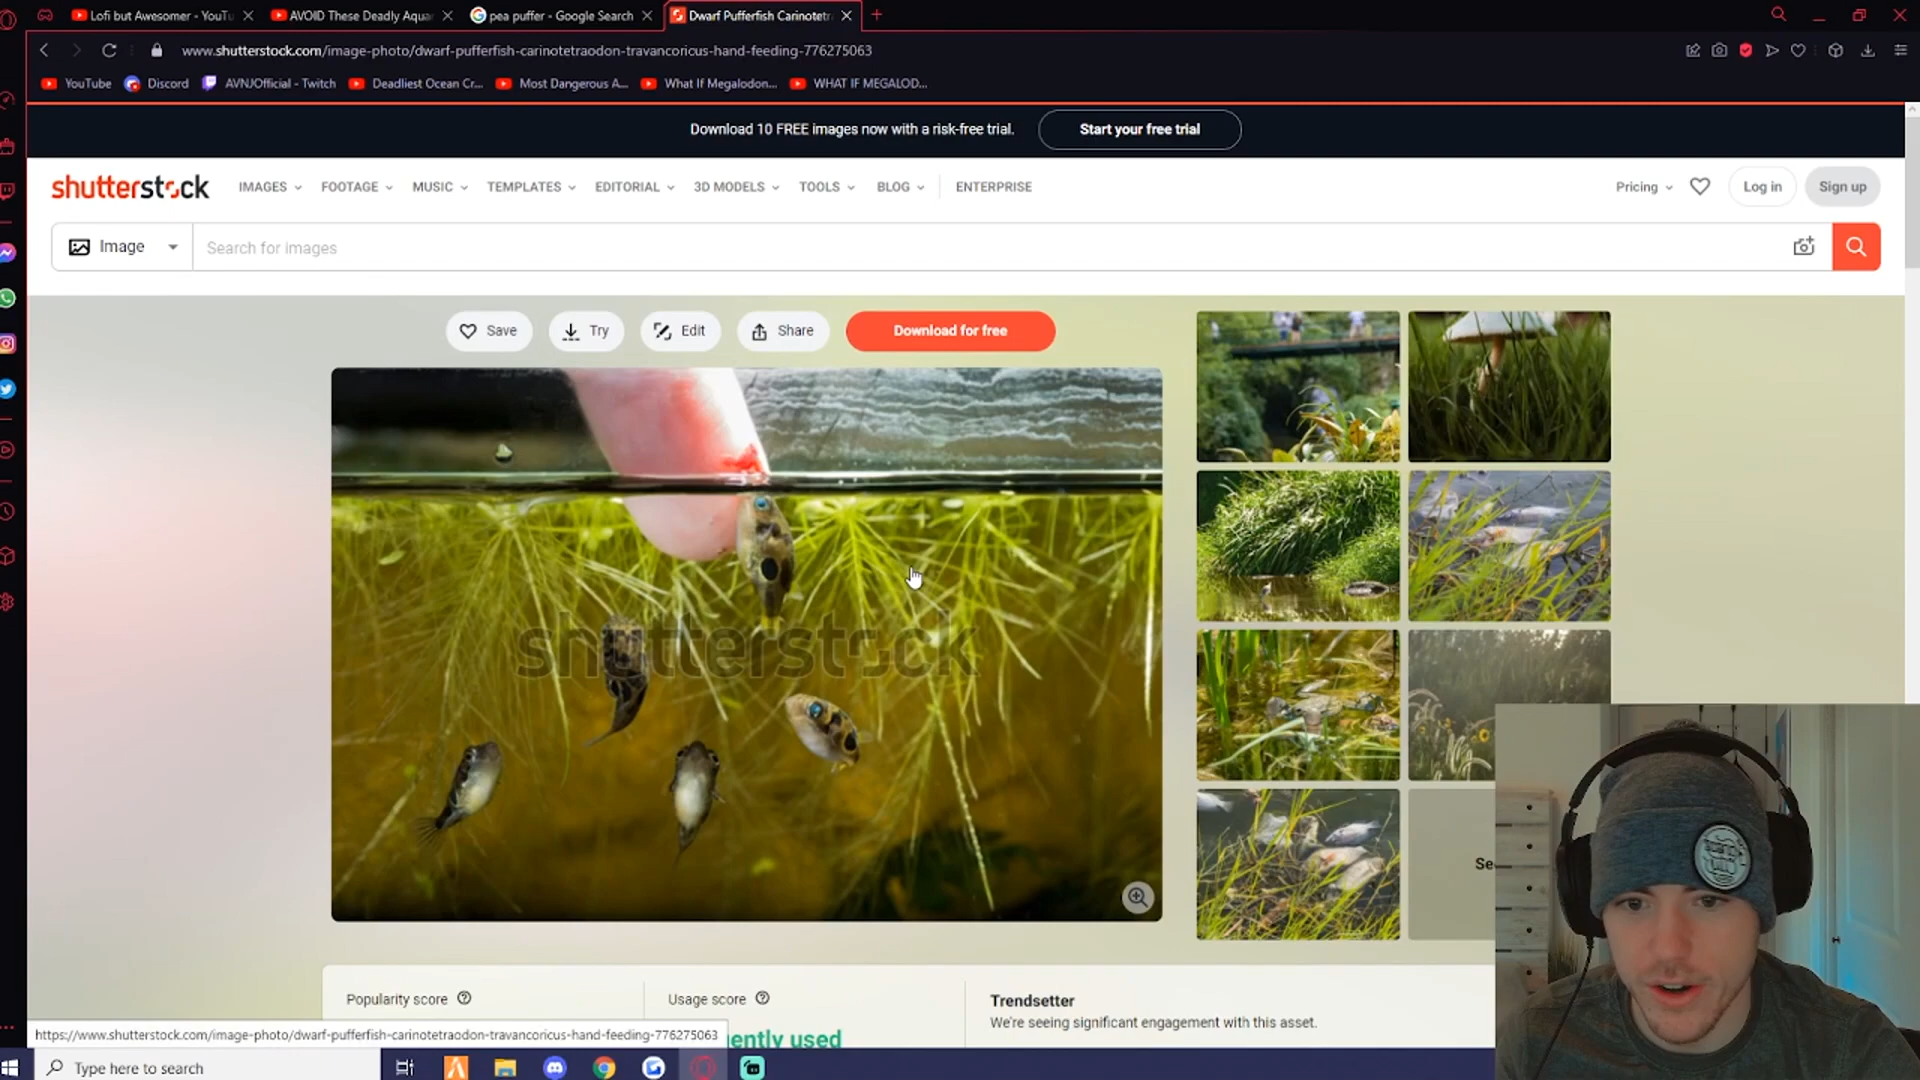 Lofi but Awesomer - YouTu
AVOID These Deadly Aqua
pea puffer - Google Search
Dwarf Pufferfish Carinotetr
www.shutterstock.com/image-photo/dwarf-pufferfish-carinotetraodon-travancoricus-hand-feeding-776275063
YouTube
Discord
AVNJOfficial - Twitch
Deadliest Ocean Cr...
Most Dangerous A...
What If Megalodon...
WHAT IF MEGALOD...
Download 10 FREE images now with a risk-free trial.
Start your free trial
shutterstock
IMAGES
FOOTAGE
MUSIC
TEMPLATES
EDITORIAL
3D MODELS
TOOLS
BLOG
ENTERPRISE
Pricing
Log in
Sign up
Image
Search for images
Save
Try
Edit
Share
Download for free
shutterstock
Se
Popularity score
Usage score
Trendsetter
We're seeing significant engagement with this asset.
ently used
https://www.shutterstock.com/image-photo/dwarf-pufferfish-carinotetraodon-travancoricus-hand-feeding-776275063
Type here to search